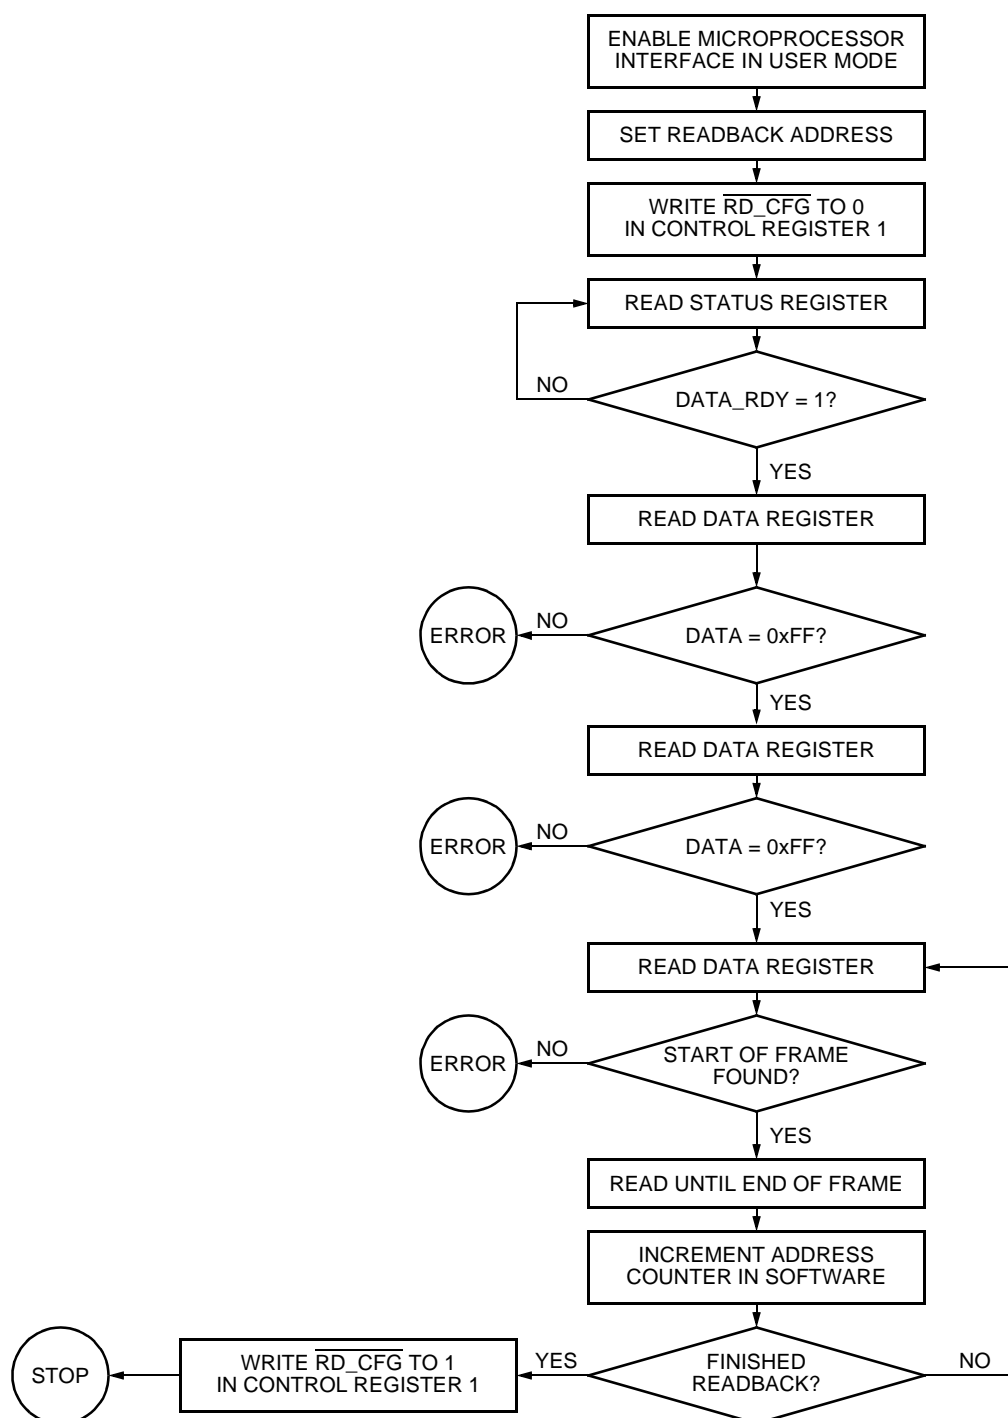 ENABLE MICROPROCESSOR
INTERFACE IN USER MODE
SET READBACK ADDRESS
WRITE RD_CFG TO 0
IN CONTROL REGISTER 1
READ STATUS REGISTER
NO
DATA_RDY = 1?
YES
READ DATA REGISTER
ERROR
NO
DATA = 0xFF?
YES
READ DATA REGISTER
ERROR
NO
DATA = 0xFF?
YES
READ DATA REGISTER
ERROR
NO
START OF FRAME
FOUND?
YES
READ UNTIL END OF FRAME
INCREMENT ADDRESS
COUNTER IN SOFTWARE
STOP
WRITE RD_CFG TO 1
IN CONTROL REGISTER 1
YES
FINISHED
READBACK?
NO